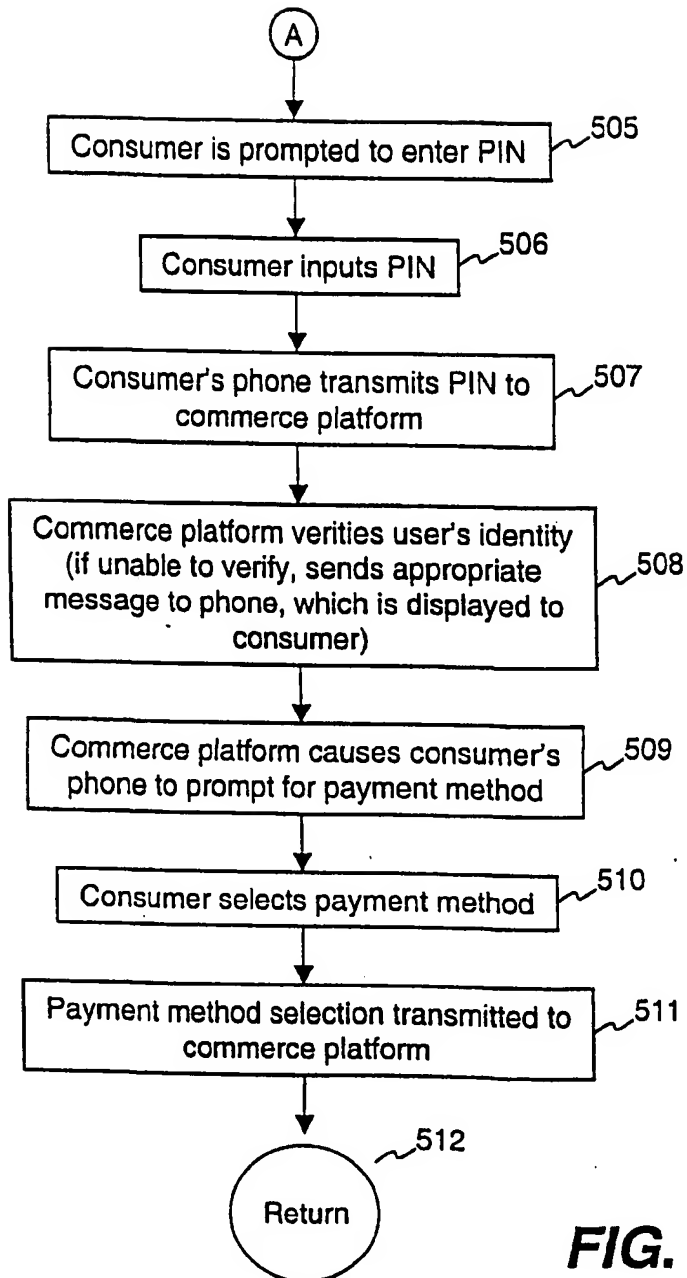 A
Consumer is prompted to enter PIN
505
Consumer inputs PIN
506
Consumer's phone transmits PIN to
commerce platform
507
Commerce platform verities user's identity
(if unable to verify, sends appropriate
message to phone, which is displayed to
consumer)
508
Commerce platform causes consumer's
phone to prompt for payment method
509
Consumer selects payment method
510
Payment method selection transmitted to
commerce platform
511
Return
512
FIG.